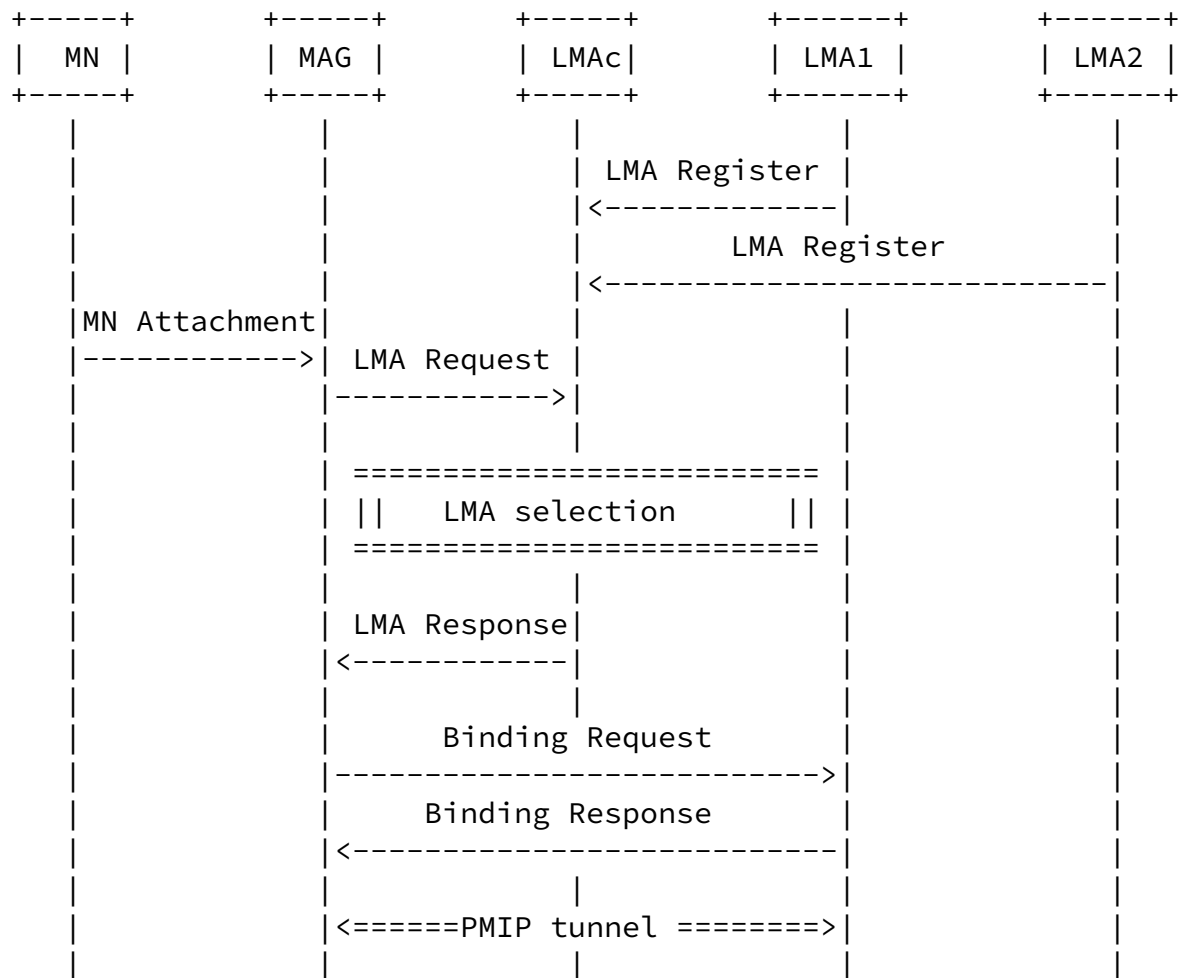 MN MAG LMAc LMA1 LMA2
LMA Register
LMA Register
MN Attachment
LMA Request
LMA selection
LMA Response
Binding Request
Binding Response
PMIP tunnel